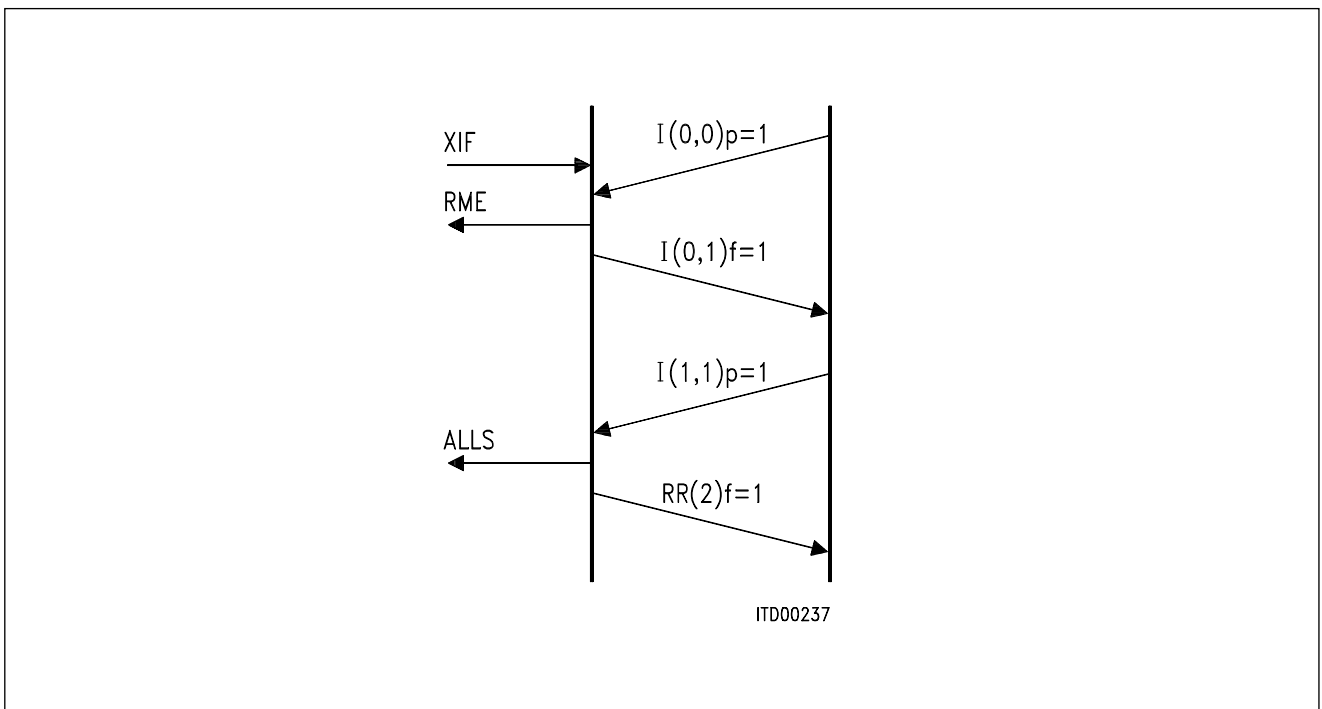 XIF
I(0,0)p=1
RME
I(0,1)f=1
I(1,1)p=1
ALLS
RR(2)f=1
ITD00237